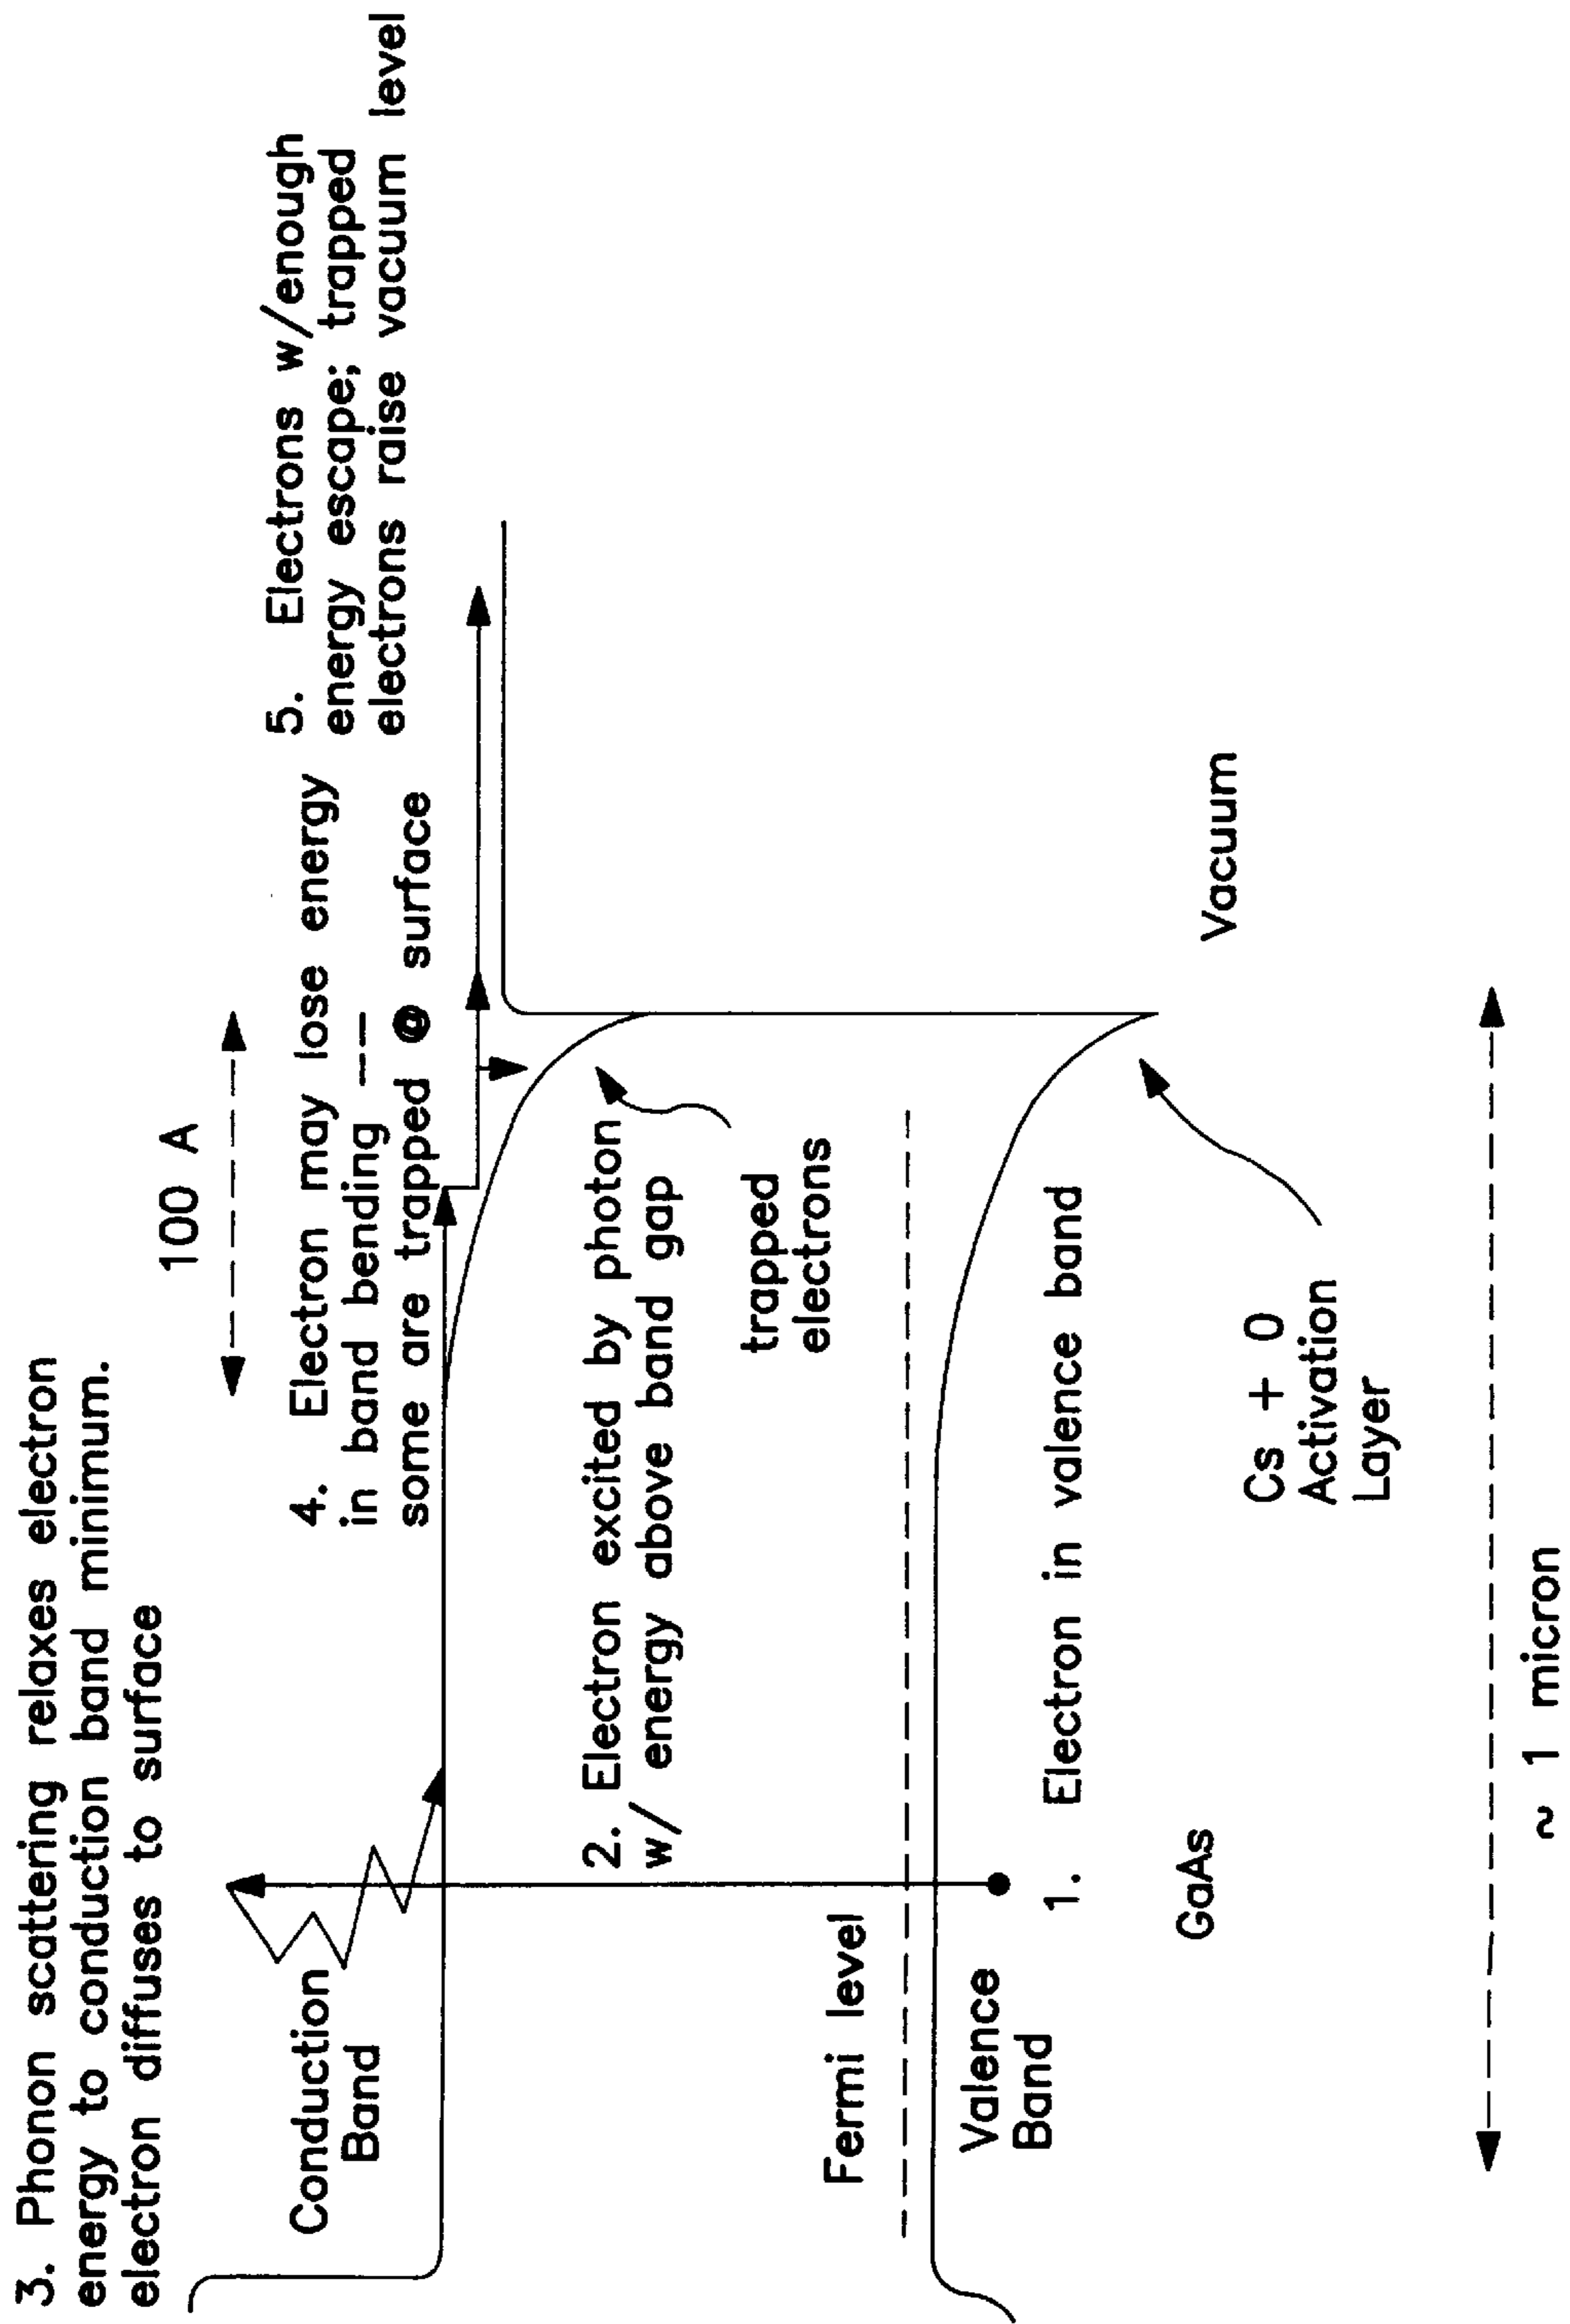 3. Phonon scattering relaxes electron
energy to conduction band minimum.
electron diffuses to surface
100 A
4. Electron may lose energy
in band bending --
some are trapped @ surface
5. Electrons w/enough
energy escape; trapped
electrons raise vacuum level
Conduction
Band
2. Electron excited by photon
w/ energy above band gap
trapped
electrons
Fermi level
Valence
Band
1. Electron in valence band
GaAs
Cs + O
Activation
Layer
Vacuum
~ 1 micron